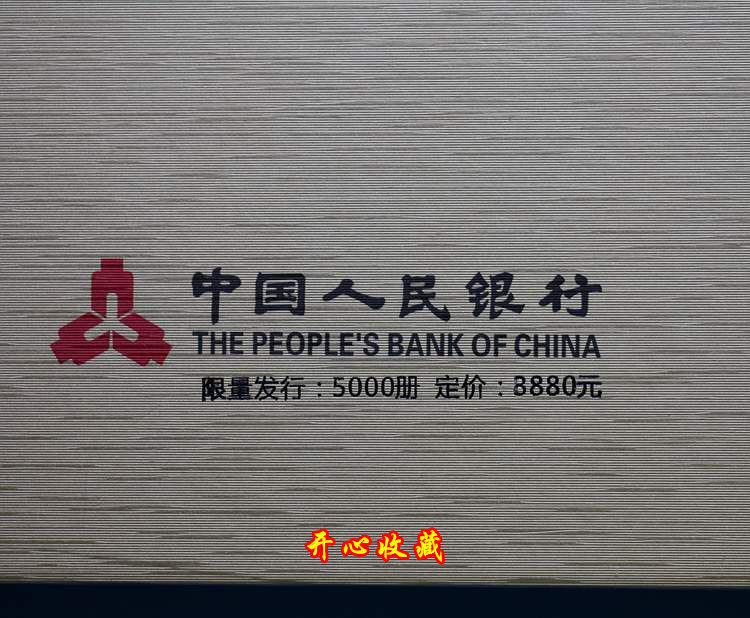 中国人民银行
THE PEOPLE'S BANK OF CHINA
限量发行：5000册 定价：3880元
开心收藏